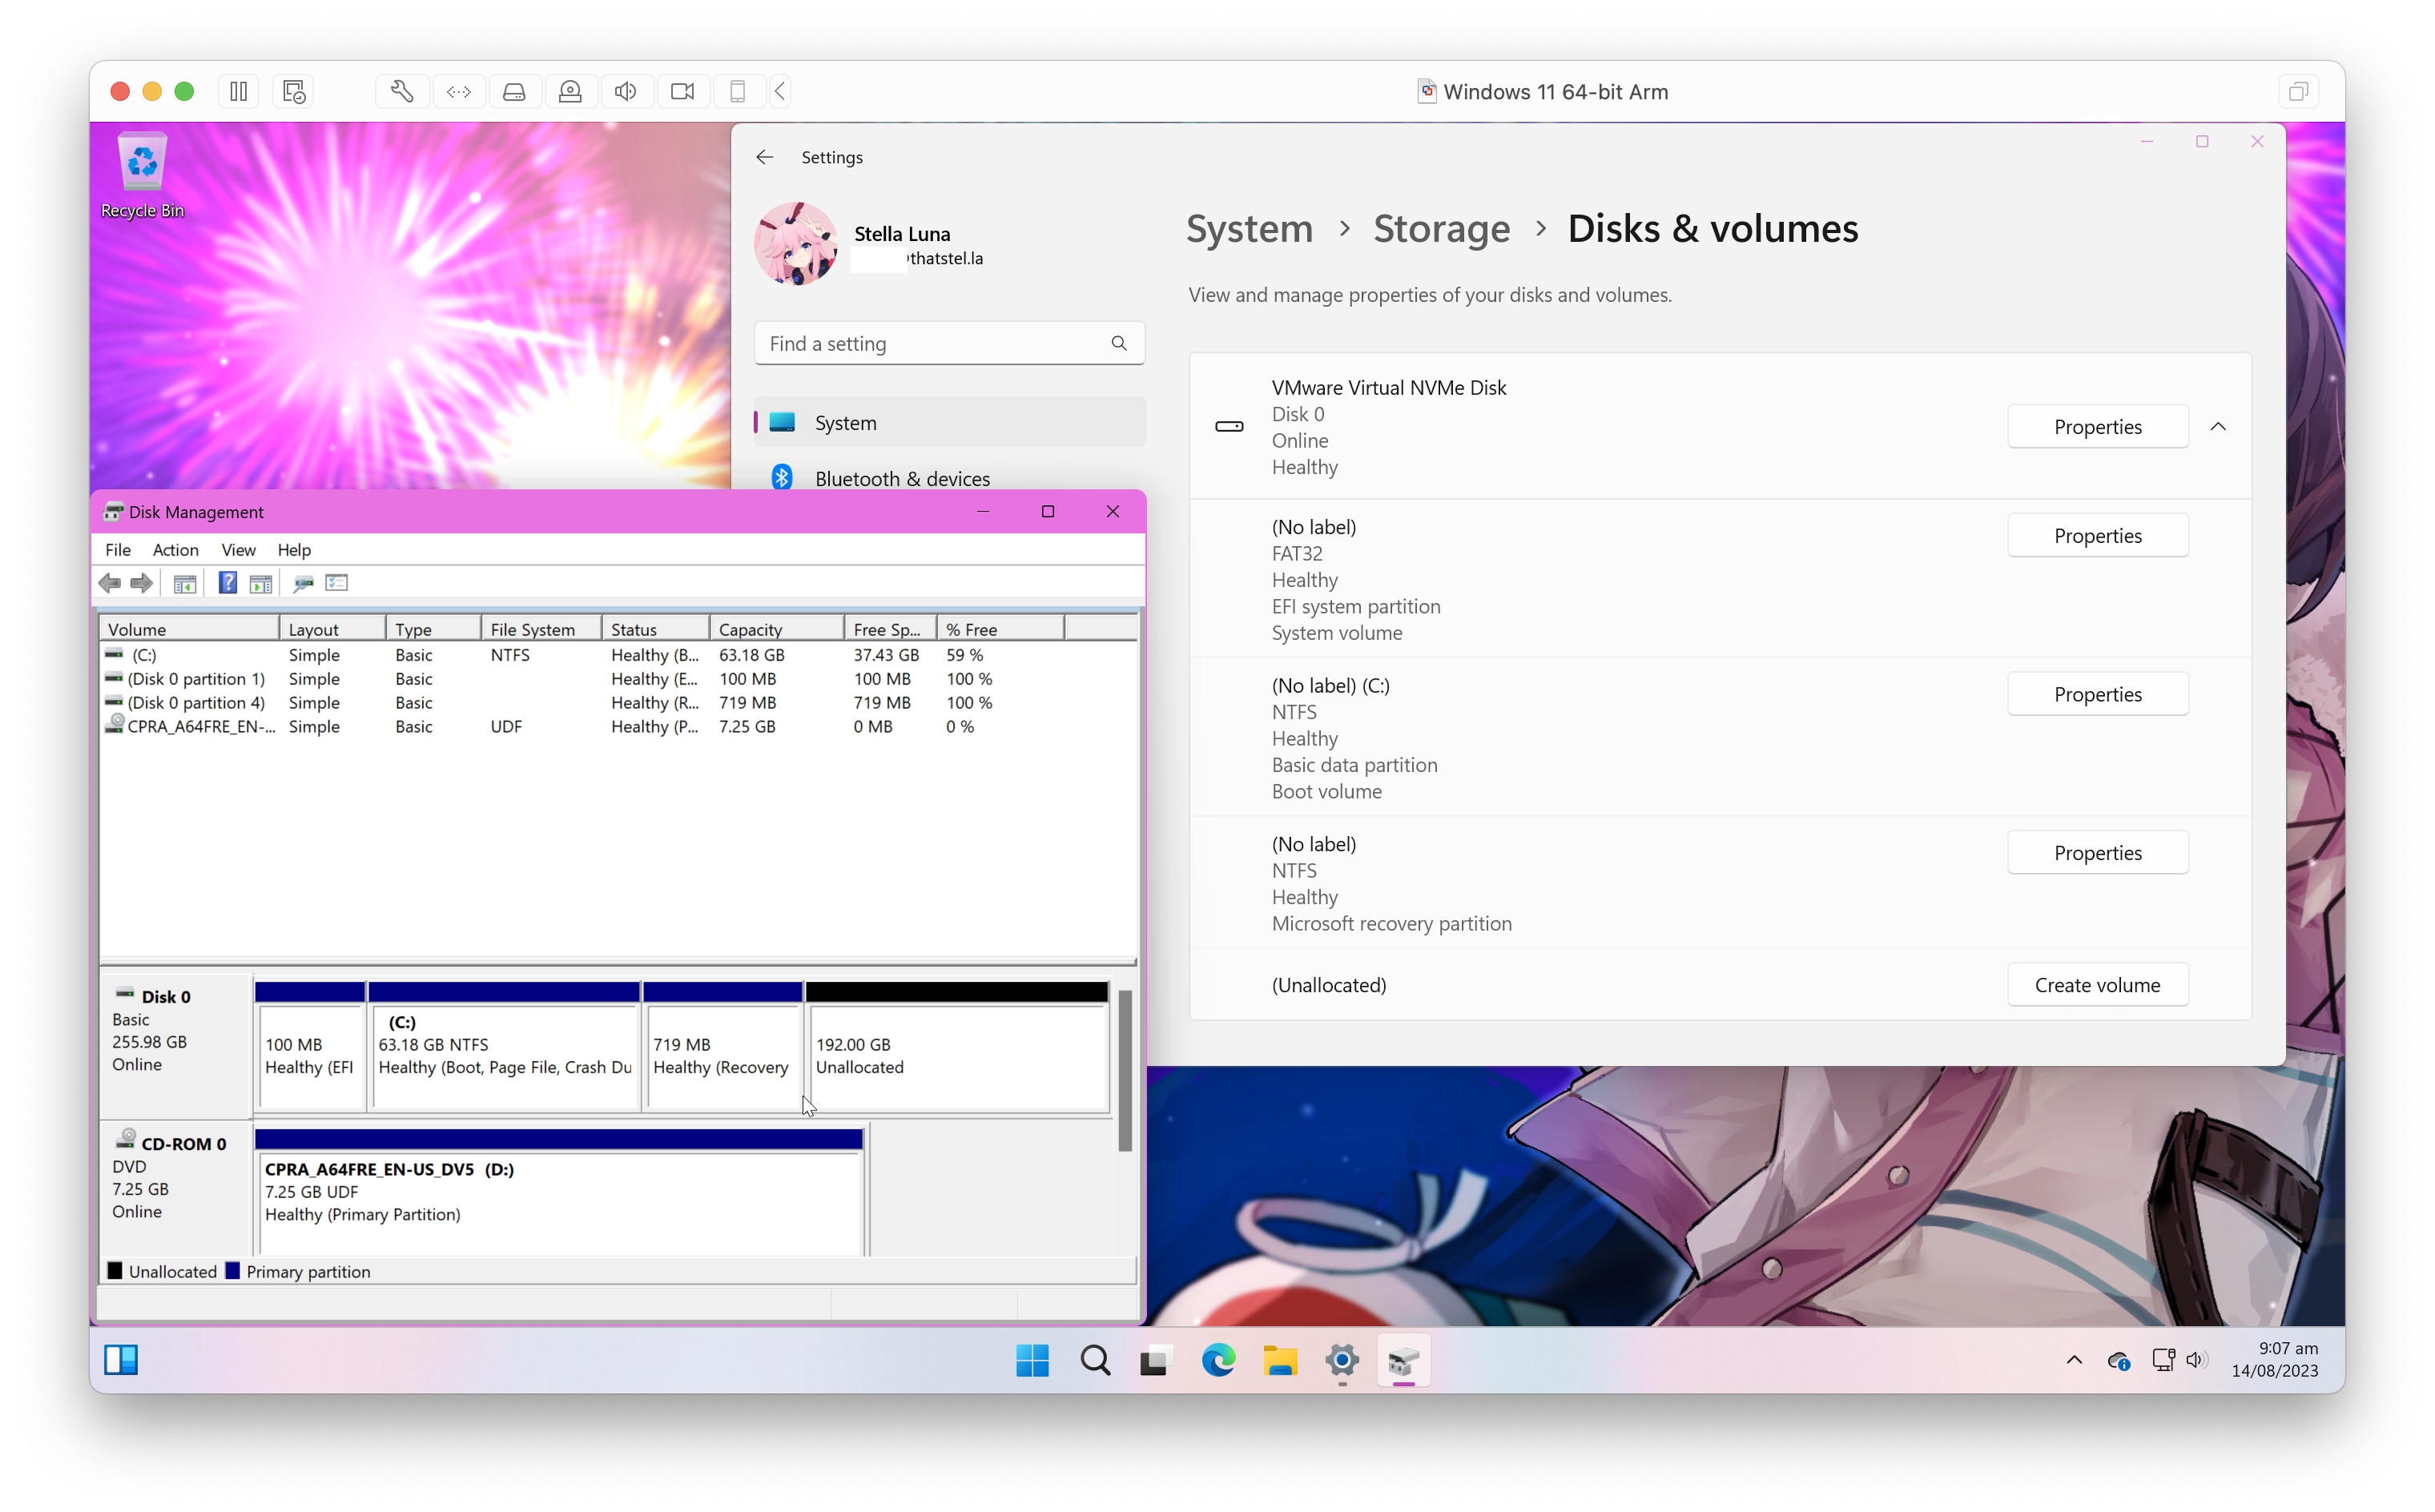 Windows 11 64-bit Arm
Recycle Bin
Settings
Stella Luna
thatstel.la
Find a setting
System
Bluetooth & devices
System › Storage › Disks & volumes
View and manage properties of your disks and volumes.
VMware Virtual NVMe Disk
Disk 0
Online
Healthy
Properties
(No label)
FAT32
Healthy
EFI system partition
System volume
Properties
(No label) (C:)
NTFS
Healthy
Basic data partition
Boot volume
Properties
(No label)
NTFS
Healthy
Microsoft recovery partition
Properties
(Unallocated)
Create volume
Disk Management
File Action View Help
Volume Layout Type File System Status Capacity Free Sp... % Free
(C:) Simple Basic NTFS Healthy (B... 63.18 GB 37.43 GB 59 %
(Disk 0 partition 1) Simple Basic Healthy (E... 100 MB 100 MB 100 %
(Disk 0 partition 4) Simple Basic Healthy (R... 719 MB 719 MB 100 %
CPRA_A64FRE_EN-... Simple Basic UDF Healthy (P... 7.25 GB 0 MB 0 %
Disk 0
Basic
255.98 GB
Online
100 MB
Healthy (EFI
(C:)
63.18 GB NTFS
Healthy (Boot, Page File, Crash Du
719 MB
Healthy (Recovery
192.00 GB
Unallocated
CD-ROM 0
DVD
7.25 GB
Online
CPRA_A64FRE_EN-US_DV5 (D:)
7.25 GB UDF
Healthy (Primary Partition)
Unallocated Primary partition
9:07 am
14/08/2023